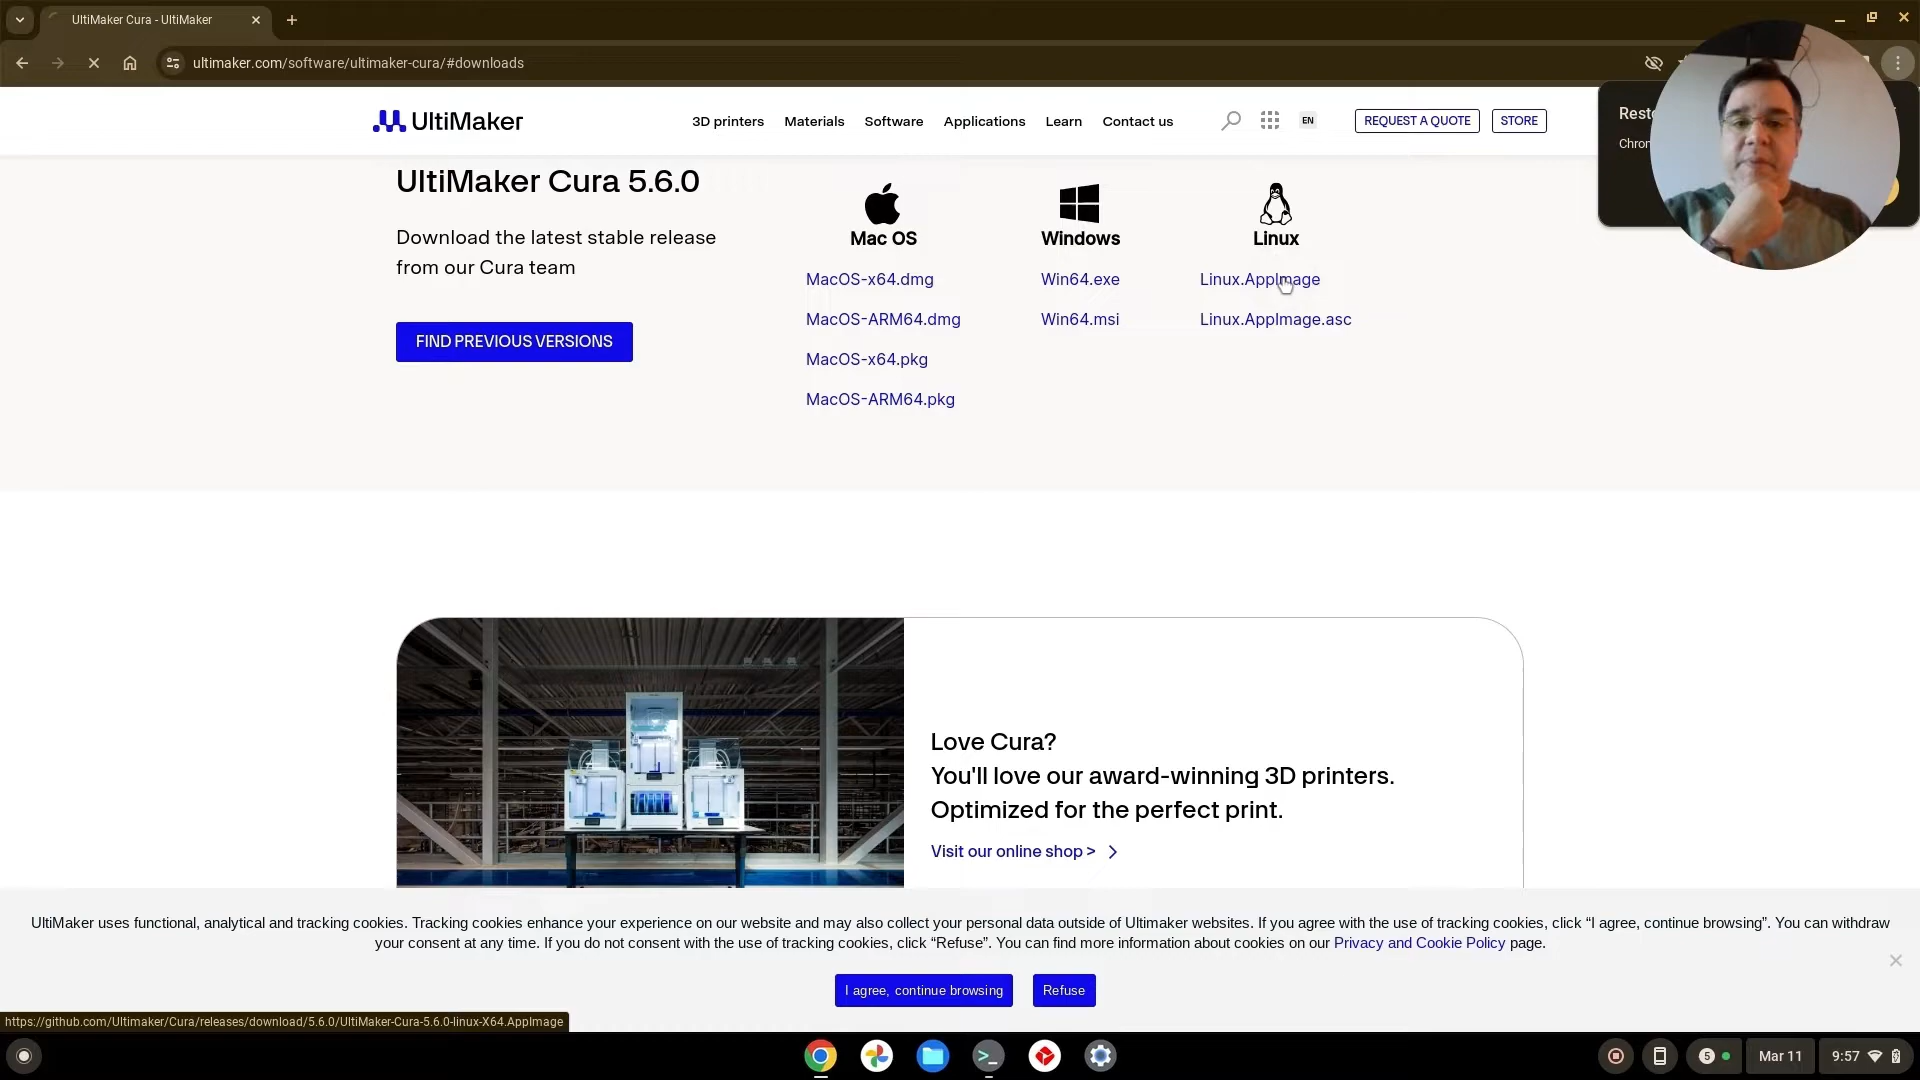 UltiMaker Cura - UltiMaker
ultimaker.com/software/ultimaker-cura/#downloads
UltiMaker
3D printers
Materials
Software
Applications
Learn
Contact us
EN
REQUEST A QUOTE
STORE
UltiMaker Cura 5.6.0
Download the latest stable release
from our Cura team
FIND PREVIOUS VERSIONS
Mac OS
MacOS-x64.dmg
MacOS-ARM64.dmg
MacOS-x64.pkg
MacOS-ARM64.pkg
Windows
Win64.exe
Win64.msi
Linux
Linux.AppImage
Linux.AppImage.asc
Love Cura?
You'll love our award-winning 3D printers.
Optimized for the perfect print.
Visit our online shop >
UltiMaker uses functional, analytical and tracking cookies. Tracking cookies enhance your experience on our website and may also collect your personal data outside of Ultimaker websites. If you agree with the use of tracking cookies, click “I agree, continue browsing”. You can withdraw
your consent at any time. If you do not consent with the use of tracking cookies, click “Refuse”. You can find more information about cookies on our Privacy and Cookie Policy page.
I agree, continue browsing
Refuse
https://github.com/Ultimaker/Cura/releases/download/5.6.0/UltiMaker-Cura-5.6.0-linux-X64.AppImage
5
Mar 11
9:57